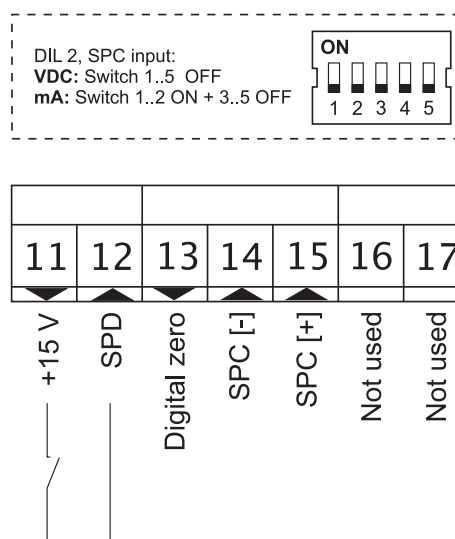 DIL 2, SPC input:
VDC: Switch 1..5 OFF
mA: Switch 1..2 ON + 3..5 OFF
ON
1 2 3 4 5
11 12 13 14 15 16 17
+15 V
SPD
Digital zero
SPC [-]
SPC [+]
Not used
Not used